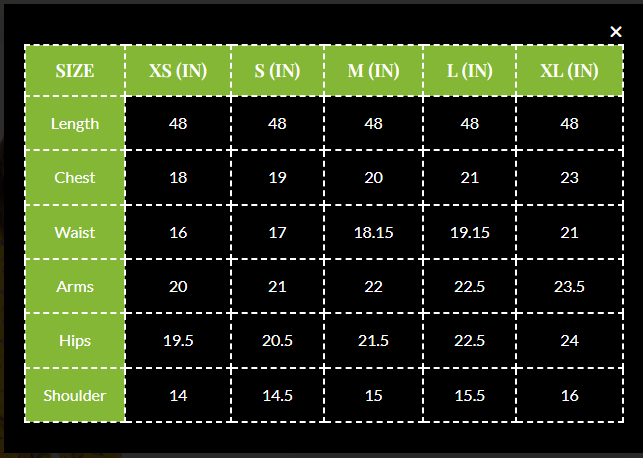 ×
SIZE XS (IN) S (IN) M (IN) L (IN) XL (IN)
Length 48 48 48 48 48
Chest 18 19 20 21 23
Waist 16 17 18.15 19.15 21
Arms 20 21 22 22.5 23.5
Hips 19.5 20.5 21.5 22.5 24
Shoulder 14 14.5 15 15.5 16